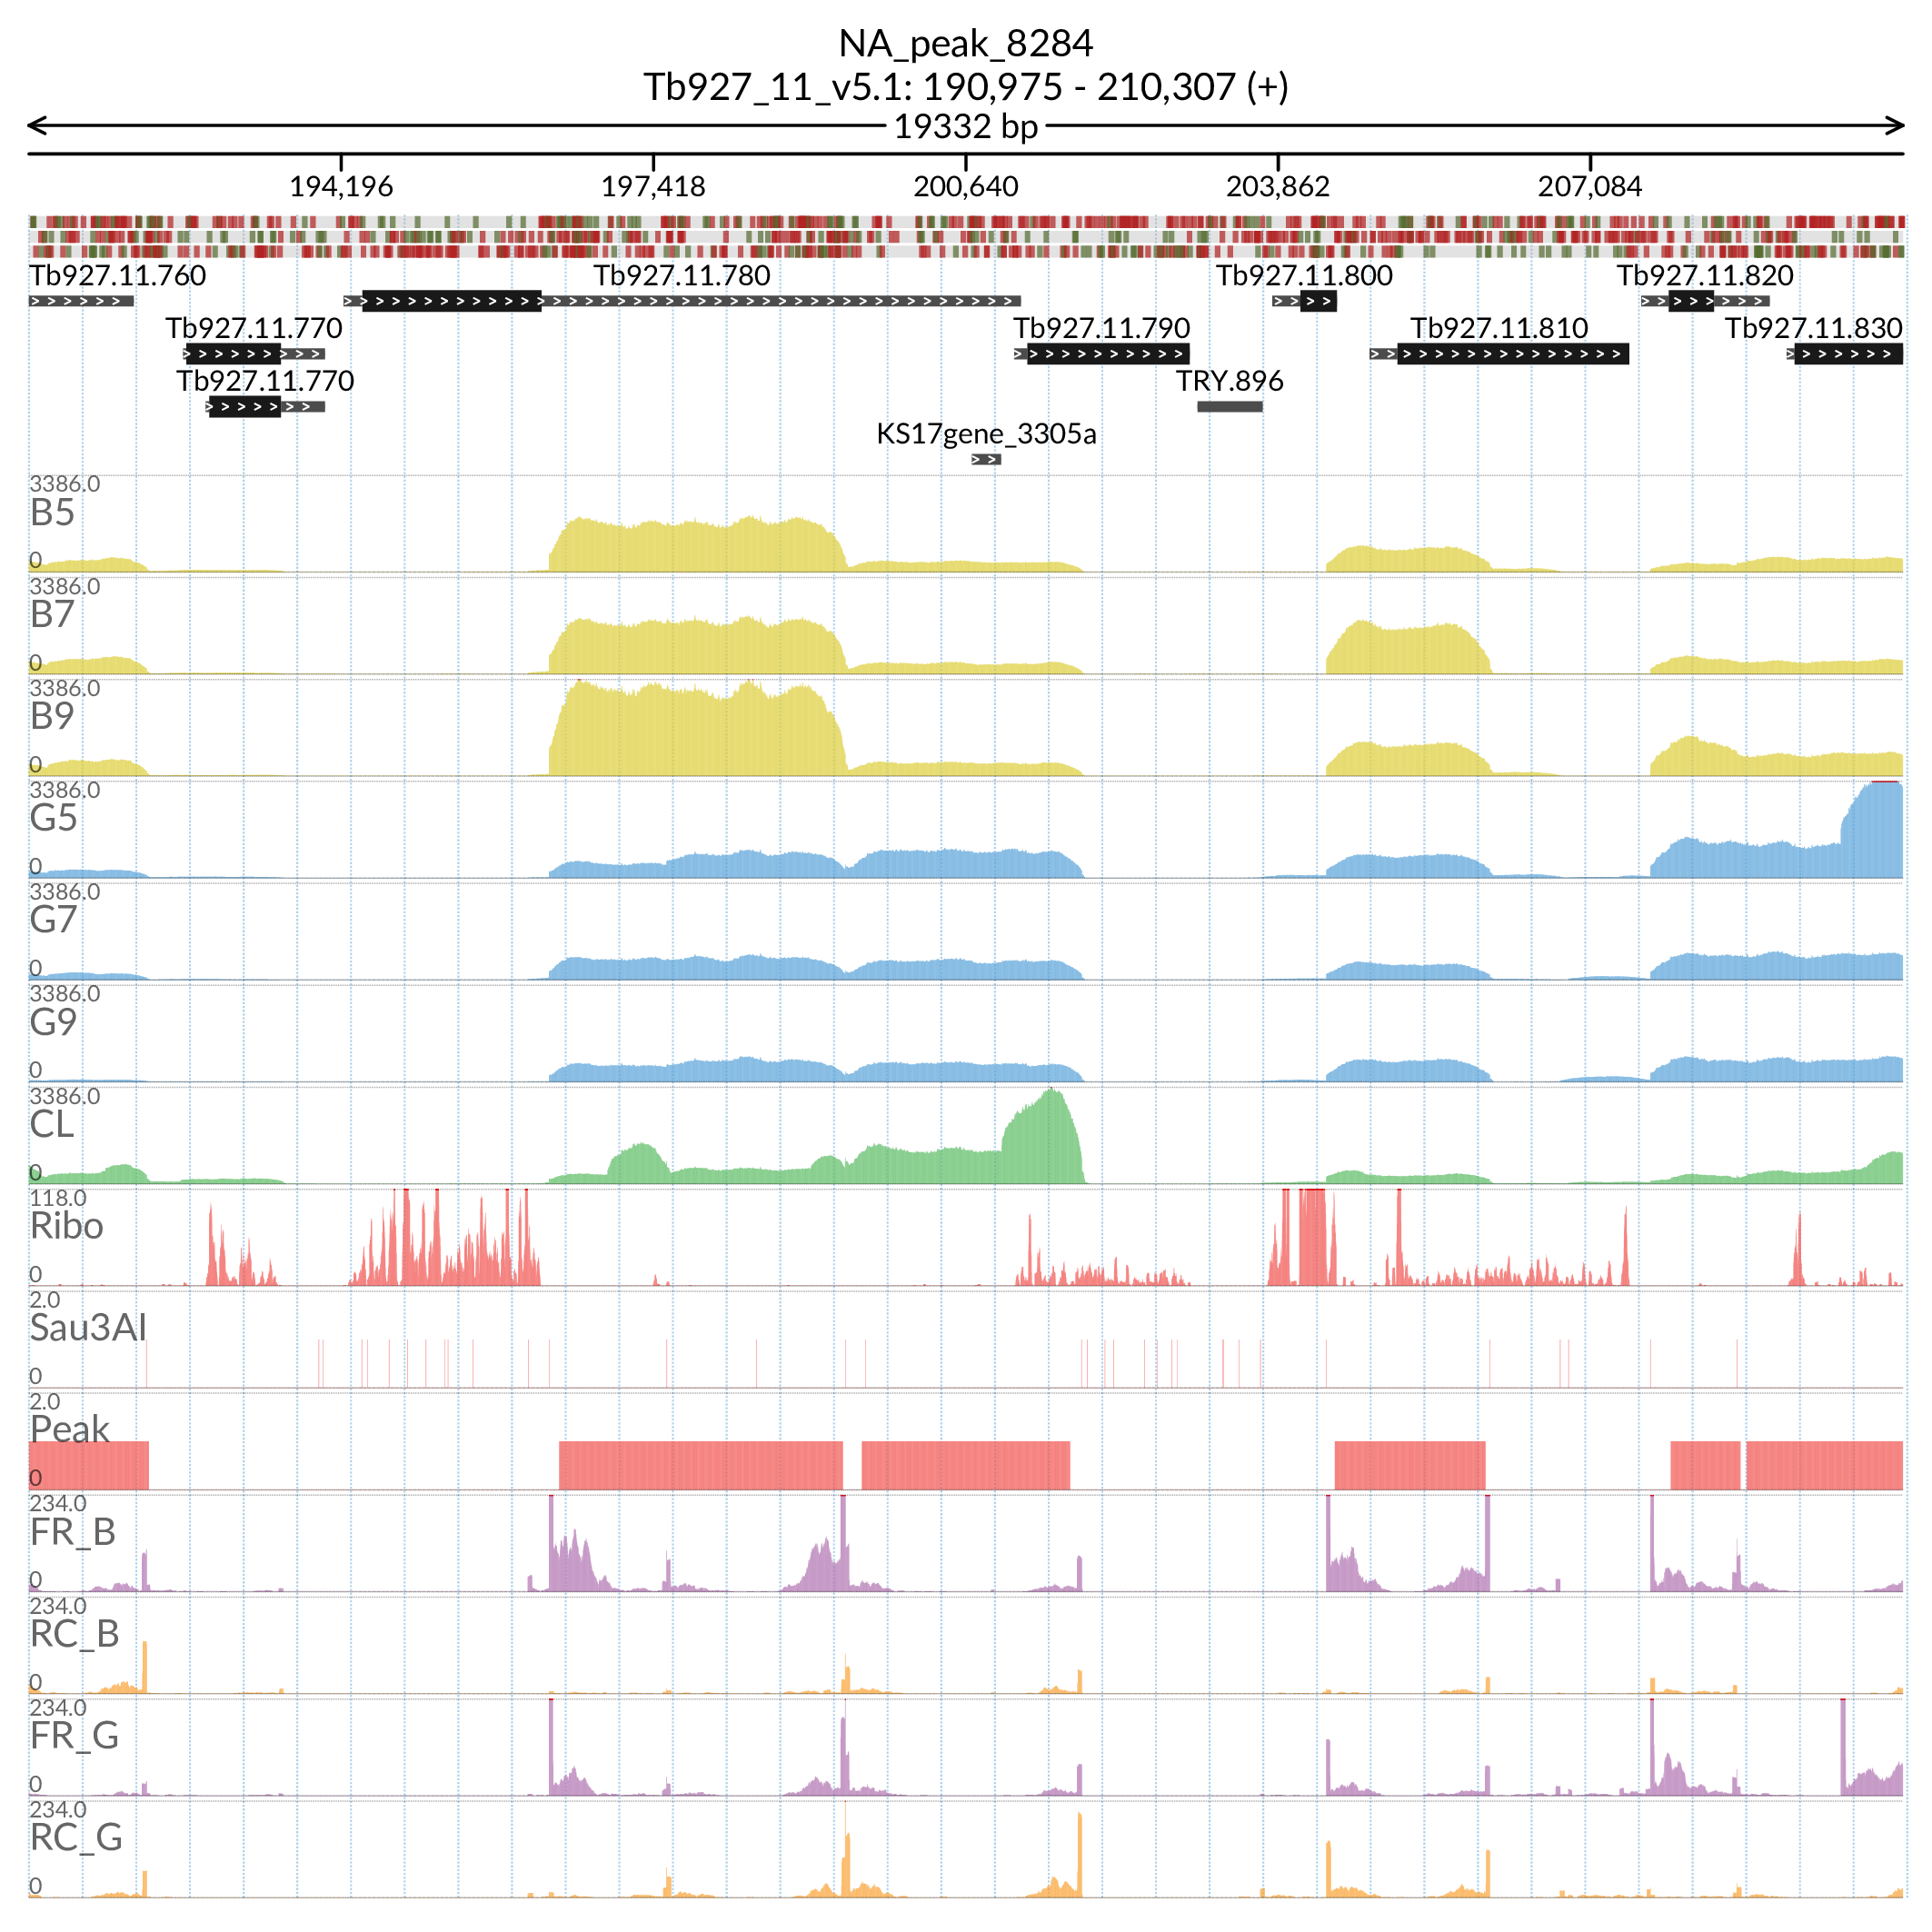 NA_peak_8284
Tb927_11_v5.1: 190,975 - 210,307 (+)
19332 bp
194,196 197,418 200,640 203,862 207,084
Tb927.11.760 Tb927.11.780 Tb927.11.800 Tb927.11.820
Tb927.11.770 Tb927.11.790 Tb927.11.810 Tb927.11.830
Tb927.11.770 TRY.896
KS17gene_3305a
3386.0
B5
0
3386.0
B7
0
3386.0
B9
0
3386.0
G5
0
3386.0
G7
0
3386.0
G9
0
3386.0
CL
0
118.0
Ribo
0
2.0
Sau3AI
0
2.0
Peak
0
234.0
FR_B
0
234.0
RC_B
0
234.0
FR_G
0
234.0
RC_G
0